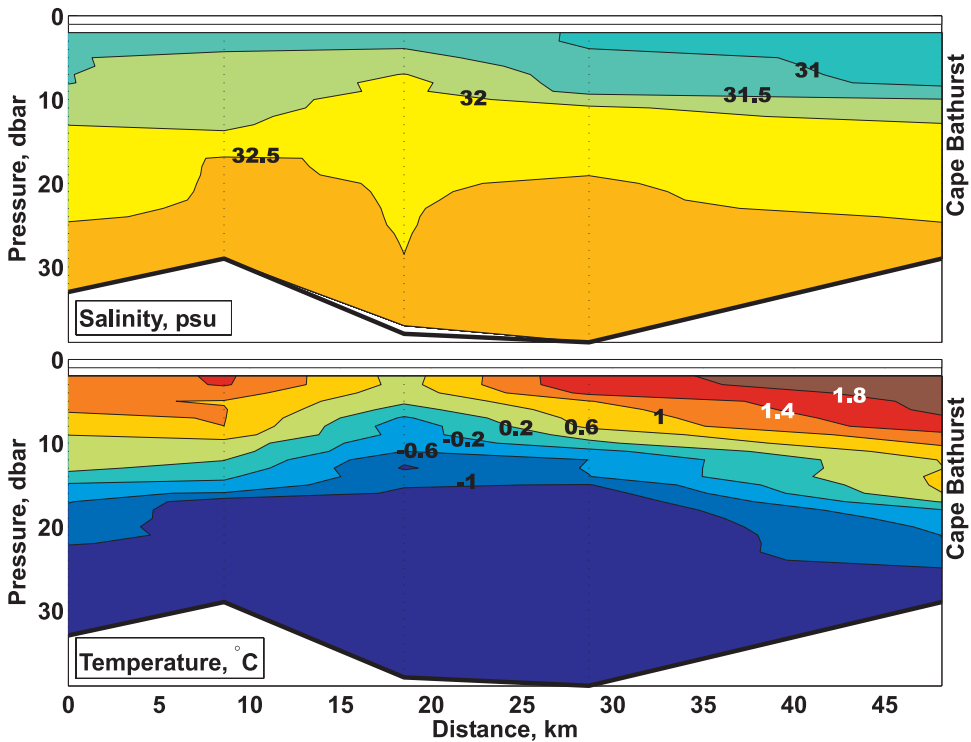 0
10
20
30
Pressure, dbar
31
31.5
32
32.5
Cape Bathurst
Salinity, psu
0
10
20
30
Pressure, dbar
1.8
1.4
1
0.6
0.2
-0.2
-0.6
-1
Cape Bathurst
Temperature, °C
0 5 10 15 20 25 30 35 40 45
Distance, km